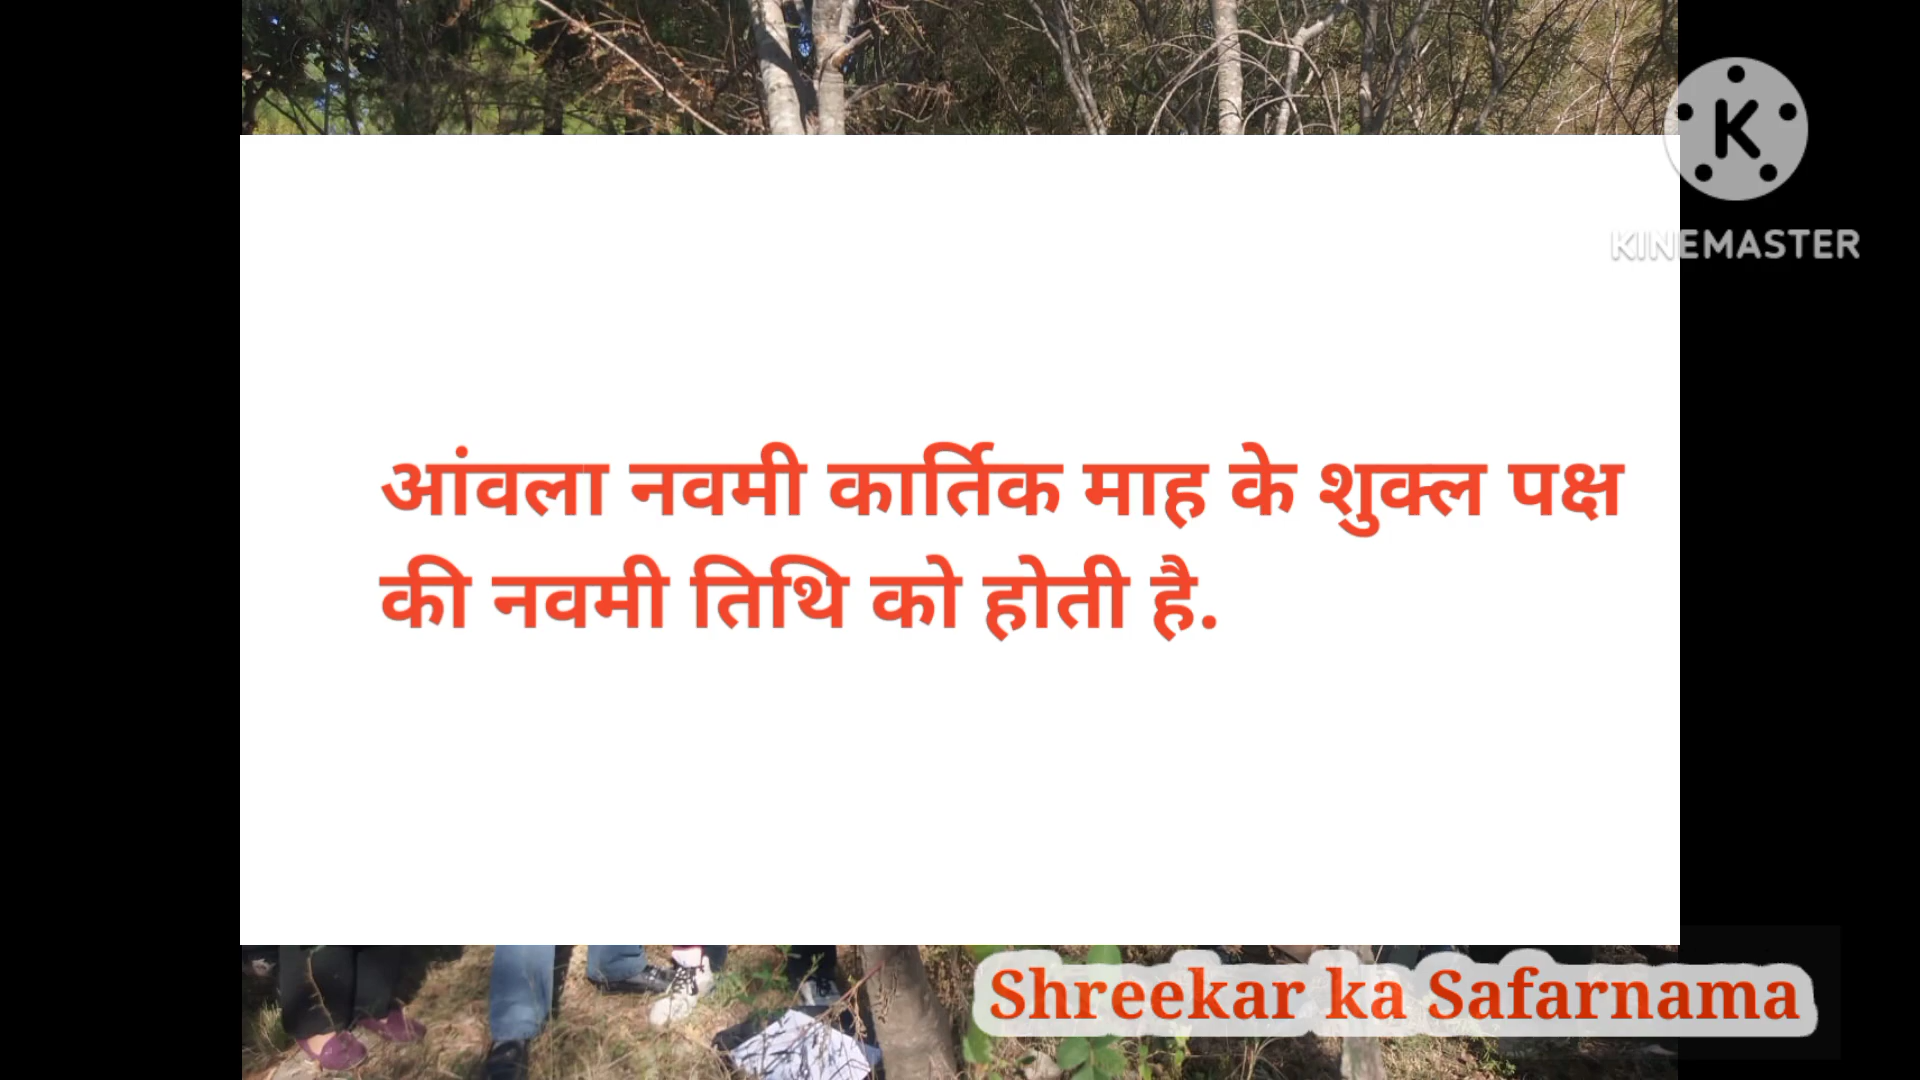 K
KINEMASTER
आंवला नवमी कार्तिक माह के शुक्ल पक्ष
की नवमी तिथि को होती है.
Shreekar ka Safarnama